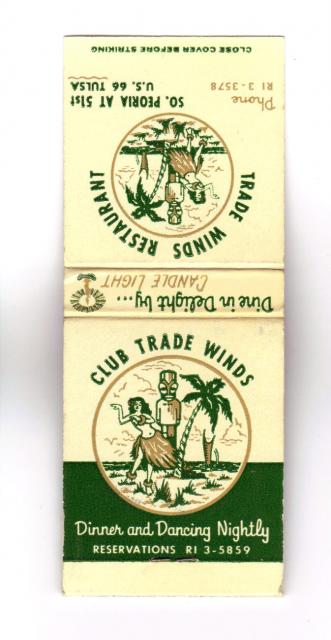 CLOSE COVER BEFORE STRIKING
SO. PEORIA AT 51st
U.S. 66 TULSA
Phone
RI 3-3578
TRADE WINDS RESTAURANT
Dine in Delight by...
CANDLE LIGHT
CLUB TRADE WINDS
Dinner and Dancing Nightly
RESERVATIONS RI 3-5859